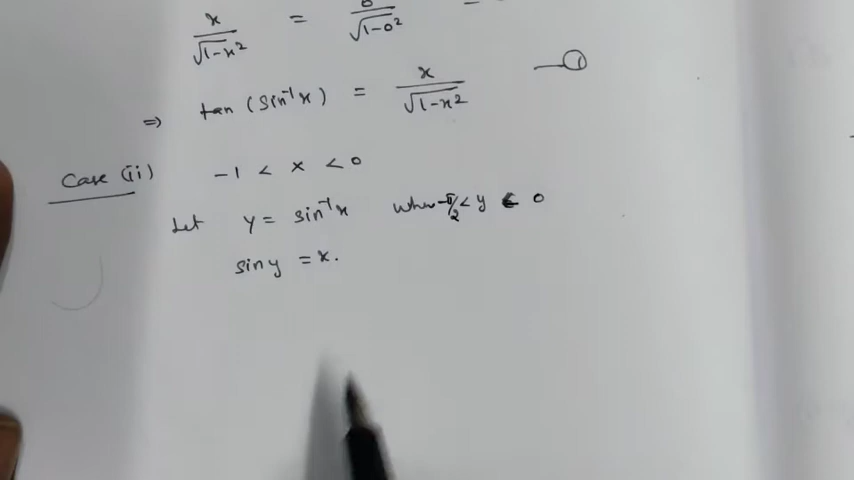 x/√(1-x²) = 0/√(1-0²) =
⇒ tan (sin⁻¹x) = x/√(1-x²) — ①
Case (ii) -1 < x < 0
Let y = sin⁻¹x when -π/2 < y < 0
sin y = x.